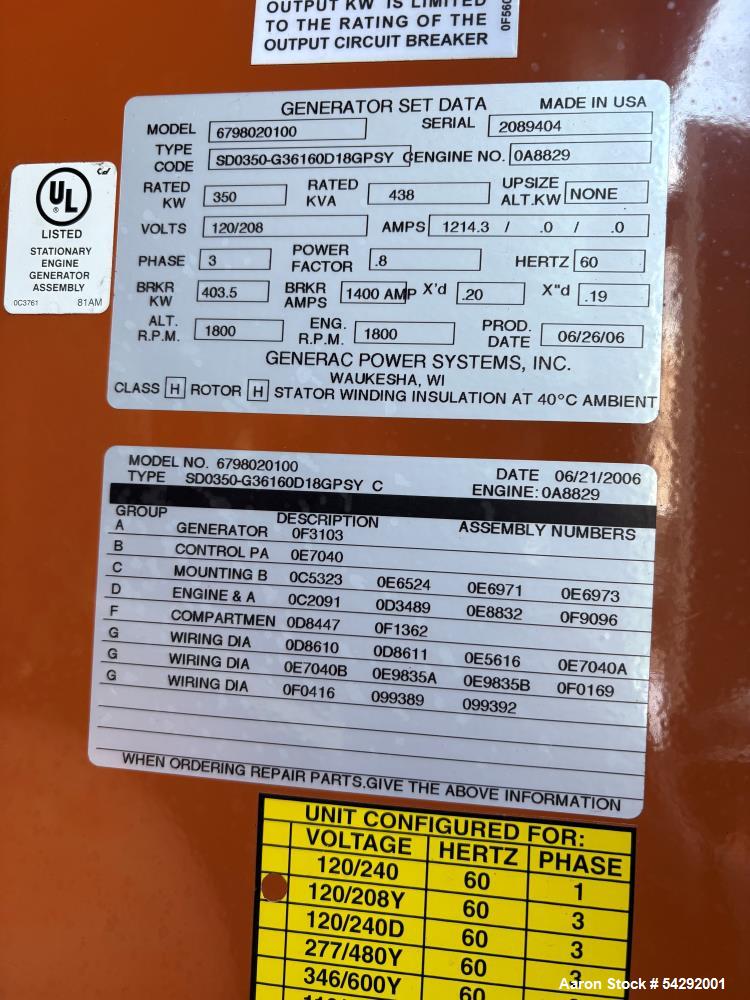 OUTPUT KW IS LIMITED
TO THE RATING OF THE
OUTPUT CIRCUIT BREAKER
GENERATOR SET DATA MADE IN USA
MODEL 6798020100 SERIAL 2089404
TYPE CODE SD0350-G36160D18GPSY C ENGINE NO. 0A8829
RATED KW 350 RATED KVA 438 UPSIZE ALT.KW NONE
VOLTS 120/208 AMPS 1214.3 / .0 / .0
PHASE 3 POWER FACTOR .8 HERTZ 60
BRKR KW 403.5 BRKR AMPS 1400 AMP X'd .20 X"d .19
ALT. R.P.M. 1800 ENG. R.P.M. 1800 PROD. DATE 06/26/06
GENERAC POWER SYSTEMS, INC.
WAUKESHA, WI
CLASS H ROTOR H STATOR WINDING INSULATION AT 40°C AMBIENT
UL
LISTED
STATIONARY
ENGINE
GENERATOR
ASSEMBLY
0C3761 81AM
MODEL NO. 6798020100 DATE 06/21/2006
TYPE SD0350-G36160D18GPSY C ENGINE: 0A8829
GROUP DESCRIPTION ASSEMBLY NUMBERS
A GENERATOR 0F3103
B CONTROL PA 0E7040
C MOUNTING B 0C5323 0E6524 0E6971 0E6973
D ENGINE & A 0C2091 0D3489 0E8832 0F9096
F COMPARTMEN 0D8447 0F1362
G WIRING DIA 0D8610 0D8611 0E5616 0E7040A
G WIRING DIA 0E7040B 0E9835A 0E9835B 0F0169
G WIRING DIA 0F0416 099389 099392
WHEN ORDERING REPAIR PARTS,GIVE THE ABOVE INFORMATION
UNIT CONFIGURED FOR:
VOLTAGE HERTZ PHASE
120/240 60 1
120/208Y 60 3
120/240D 60 3
277/480Y 60 3
346/600Y 60
Aaron Stock # 54292001